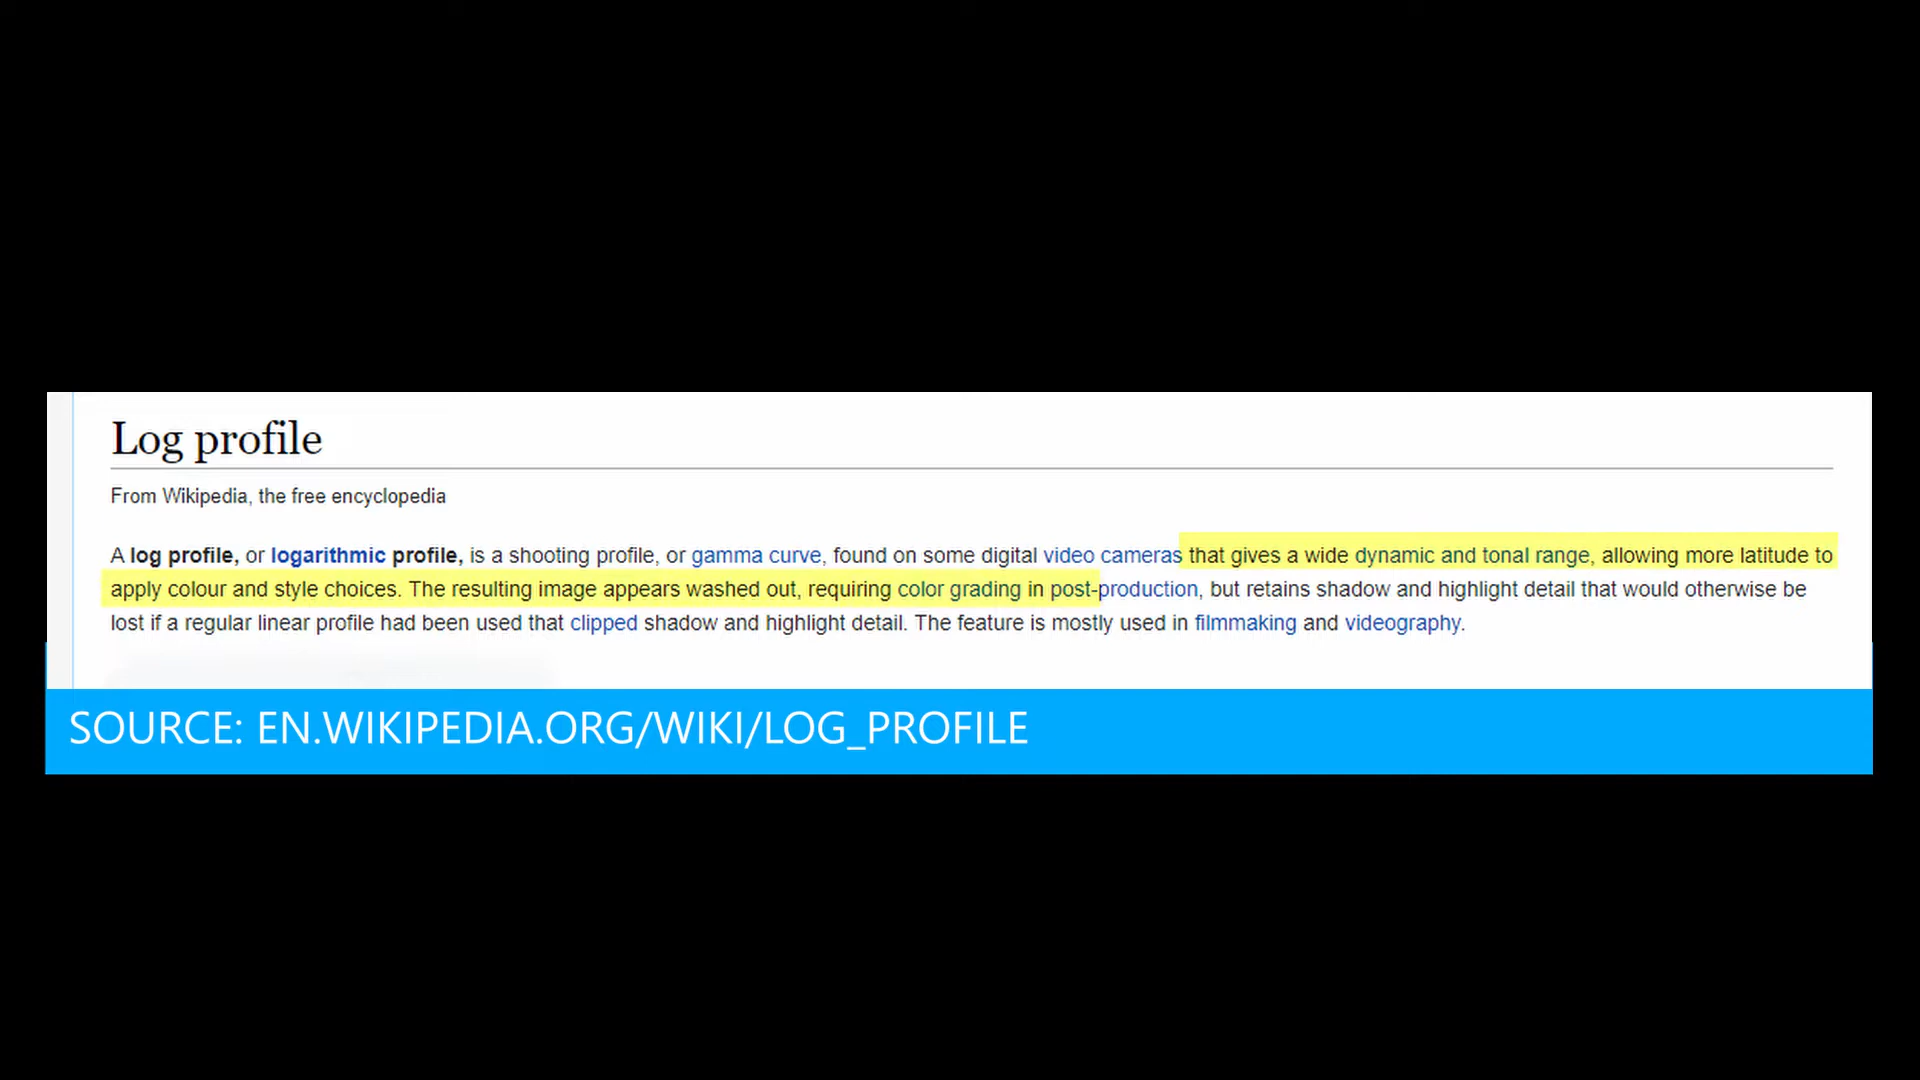 Log profile
From Wikipedia, the free encyclopedia
A log profile, or logarithmic profile, is a shooting profile, or gamma curve, found on some digital video cameras that gives a wide dynamic and tonal range, allowing more latitude to
apply colour and style choices. The resulting image appears washed out, requiring color grading in post-production, but retains shadow and highlight detail that would otherwise be
lost if a regular linear profile had been used that clipped shadow and highlight detail. The feature is mostly used in filmmaking and videography.
SOURCE: EN.WIKIPEDIA.ORG/WIKI/LOG_PROFILE